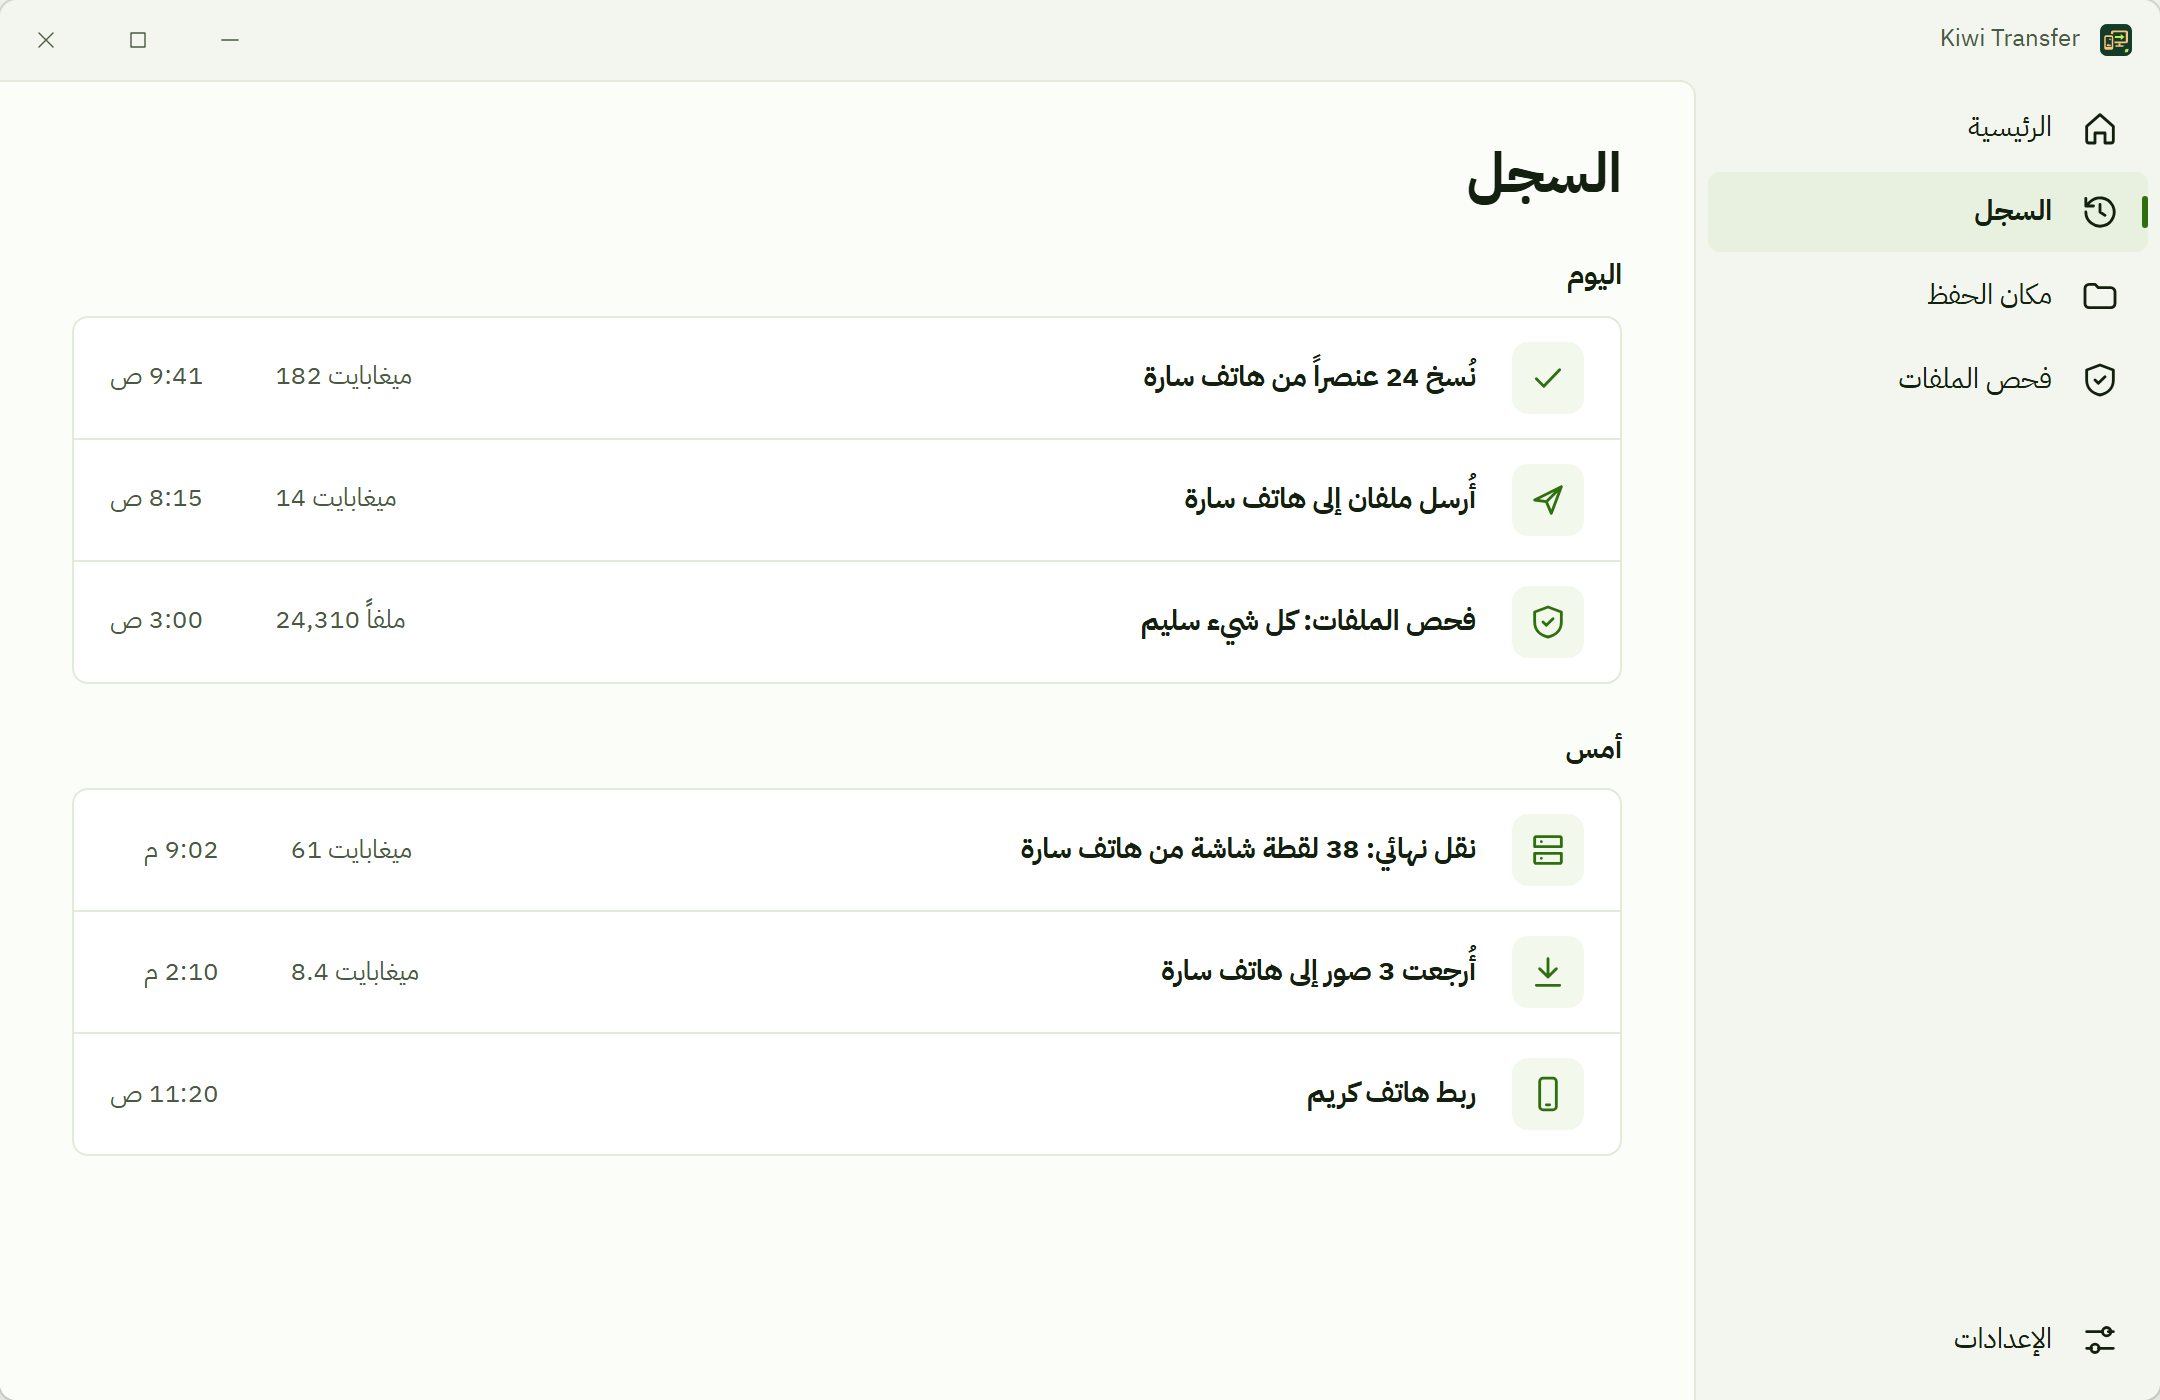 Kiwi Transfer
الرئيسية
السجل
مكان الحفظ
فحص الملفات
الإعدادات
السجل
اليوم
نُسخ 24 عنصراً من هاتف سارة
ميغابايت 182
9:41 ص
أُرسل ملفان إلى هاتف سارة
ميغابايت 14
8:15 ص
فحص الملفات: كل شيء سليم
ملفاً 24,310
3:00 ص
أمس
نقل نهائي: 38 لقطة شاشة من هاتف سارة
ميغابايت 61
9:02 م
أُرجعت 3 صور إلى هاتف سارة
ميغابايت 8.4
2:10 م
ربط هاتف كريم
11:20 ص